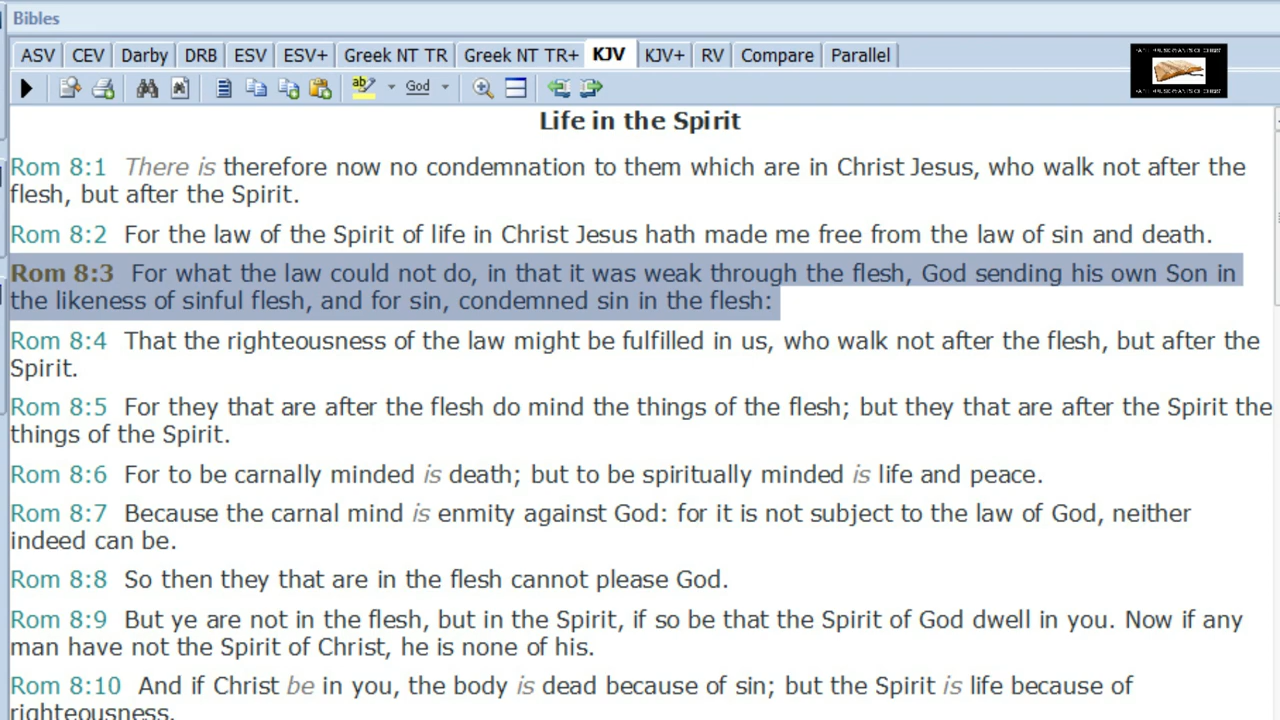 Bibles
ASV CEV Darby DRB ESV ESV+ Greek NT TR Greek NT TR+ KJV KJV+ RV Compare Parallel
ab God
Life in the Spirit
Rom 8:1 There is therefore now no condemnation to them which are in Christ Jesus, who walk not after the
flesh, but after the Spirit.
Rom 8:2 For the law of the Spirit of life in Christ Jesus hath made me free from the law of sin and death.
Rom 8:3 For what the law could not do, in that it was weak through the flesh, God sending his own Son in
the likeness of sinful flesh, and for sin, condemned sin in the flesh:
Rom 8:4 That the righteousness of the law might be fulfilled in us, who walk not after the flesh, but after the
Spirit.
Rom 8:5 For they that are after the flesh do mind the things of the flesh; but they that are after the Spirit the
things of the Spirit.
Rom 8:6 For to be carnally minded is death; but to be spiritually minded is life and peace.
Rom 8:7 Because the carnal mind is enmity against God: for it is not subject to the law of God, neither
indeed can be.
Rom 8:8 So then they that are in the flesh cannot please God.
Rom 8:9 But ye are not in the flesh, but in the Spirit, if so be that the Spirit of God dwell in you. Now if any
man have not the Spirit of Christ, he is none of his.
Rom 8:10 And if Christ be in you, the body is dead because of sin; but the Spirit is life because of
righteousness.